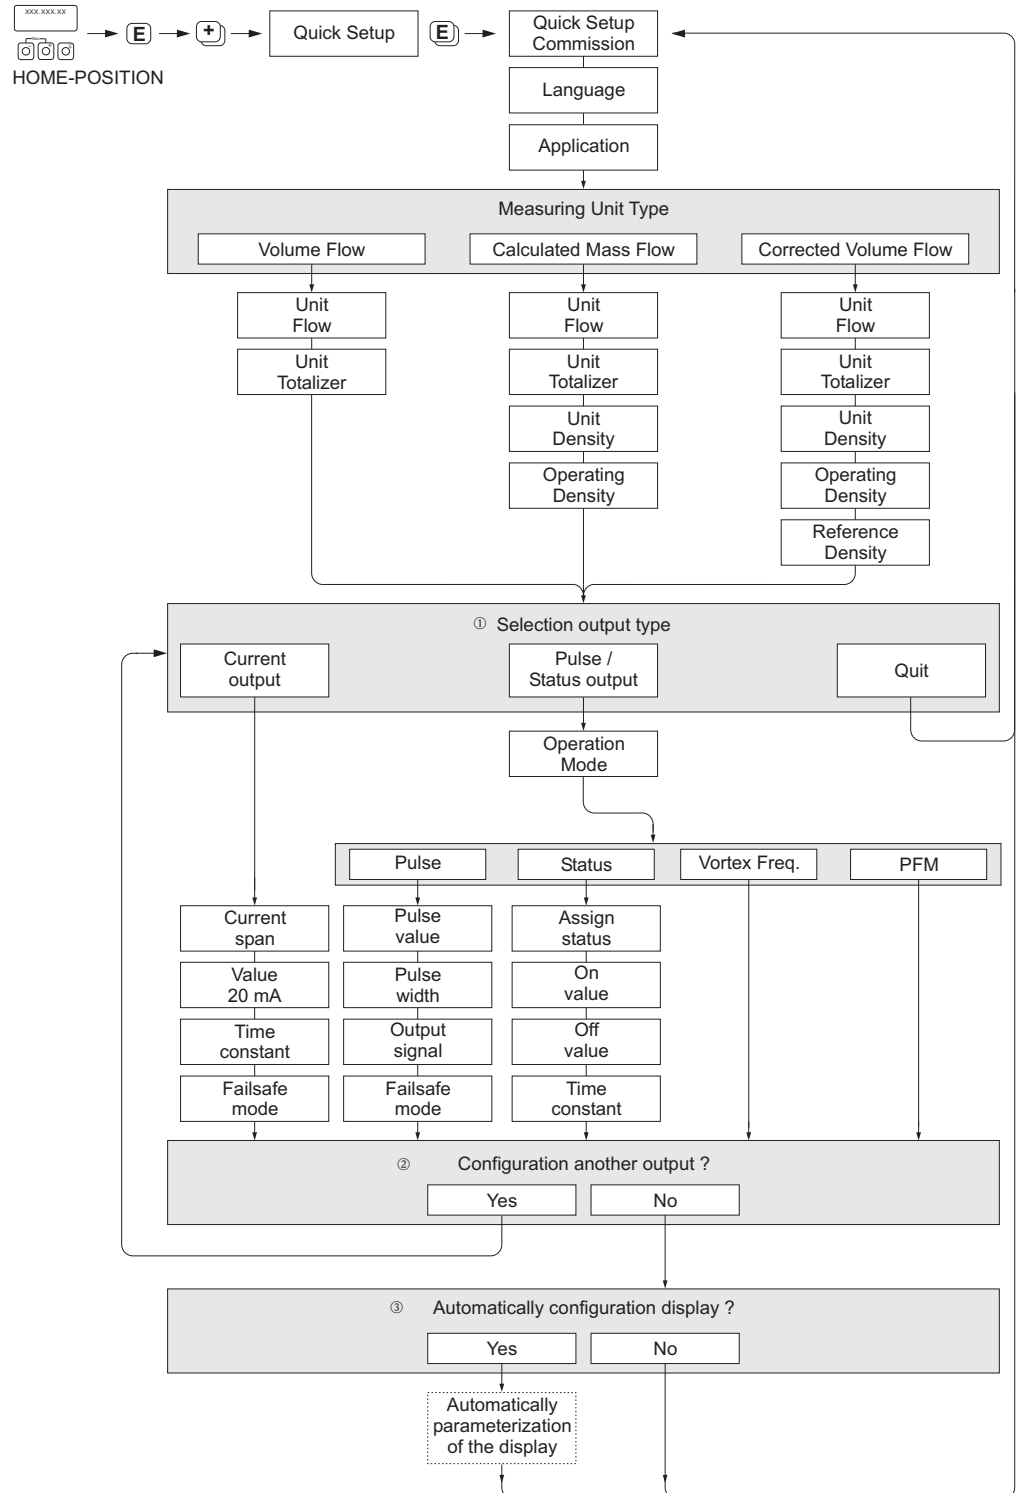 xxx.xxx.xx
Esc
E
+
Quick Setup
E
Quick Setup
Commission
HOME-POSITION
Language
Application
Measuring Unit Type
Volume Flow
Calculated Mass Flow
Corrected Volume Flow
Unit
Flow
Unit
Totalizer
Unit
Flow
Unit
Totalizer
Unit
Density
Operating
Density
Unit
Flow
Unit
Totalizer
Unit
Density
Operating
Density
Reference
Density
① Selection output type
Current
output
Pulse /
Status output
Quit
Operation
Mode
Pulse
Status
Vortex Freq.
PFM
Current
span
Value
20 mA
Time
constant
Failsafe
mode
Pulse
value
Pulse
width
Output
signal
Failsafe
mode
Assign
status
On
value
Off
value
Time
constant
② Configuration another output ?
Yes
No
③ Automatically configuration display ?
Yes
No
Automatically
parameterization
of the display